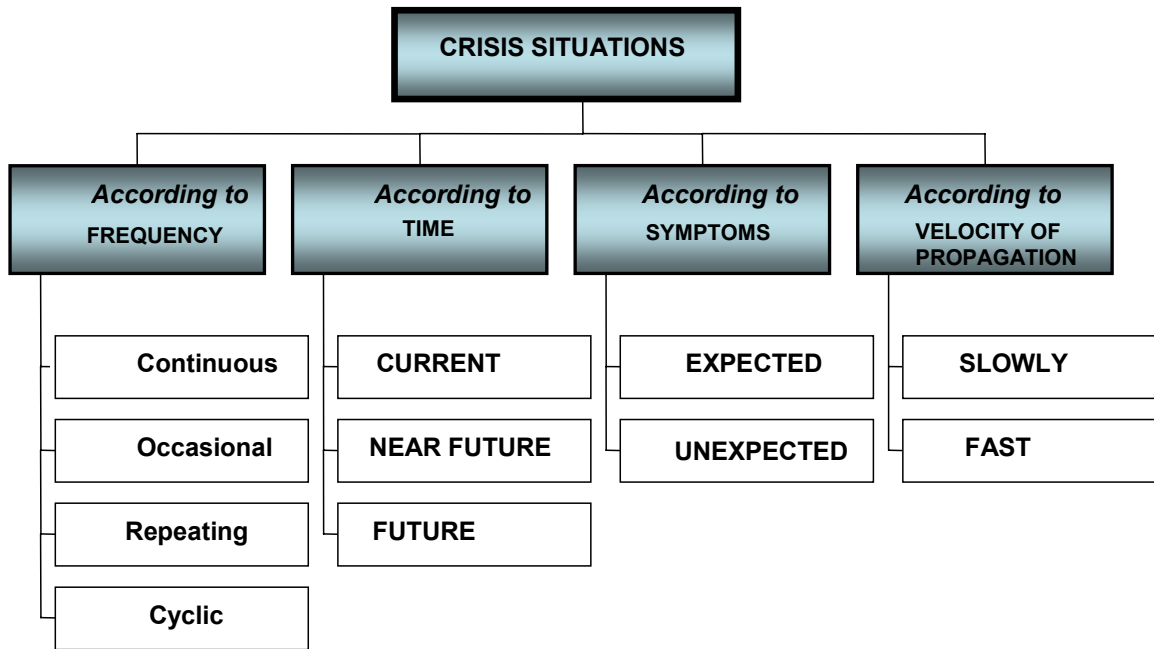 CRISIS SITUATIONS
According to
FREQUENCY
Continuous
Occasional
Repeating
Cyclic
According to
TIME
CURRENT
NEAR FUTURE
FUTURE
According to
SYMPTOMS
EXPECTED
UNEXPECTED
According to
VELOCITY OF
PROPAGATION
SLOWLY
FAST